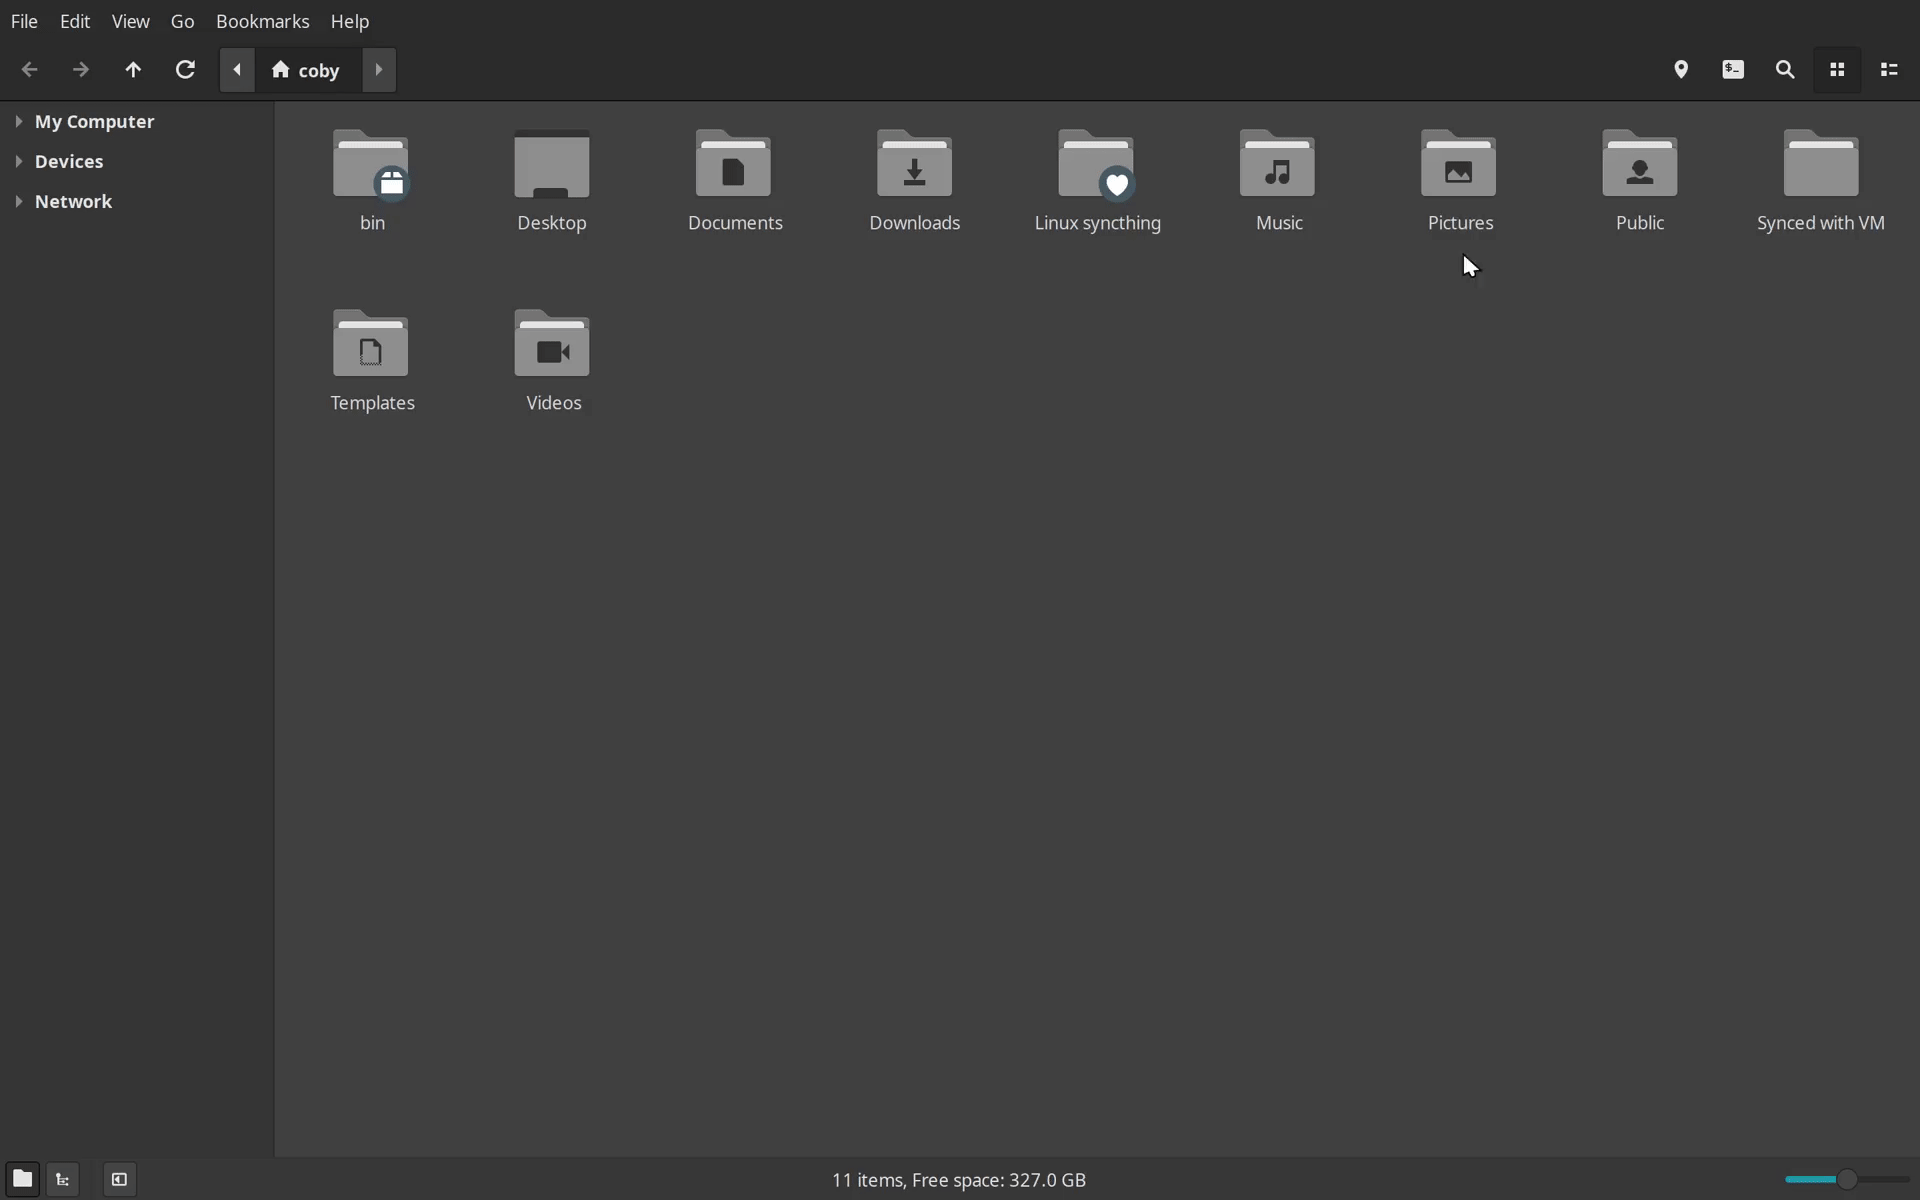 File Edit View Go Bookmarks Help
coby
$_
My Computer
Devices
Network
bin Desktop Documents Downloads Linux syncthing Music Pictures Public Synced with VM
Templates Videos
11 items, Free space: 327.0 GB